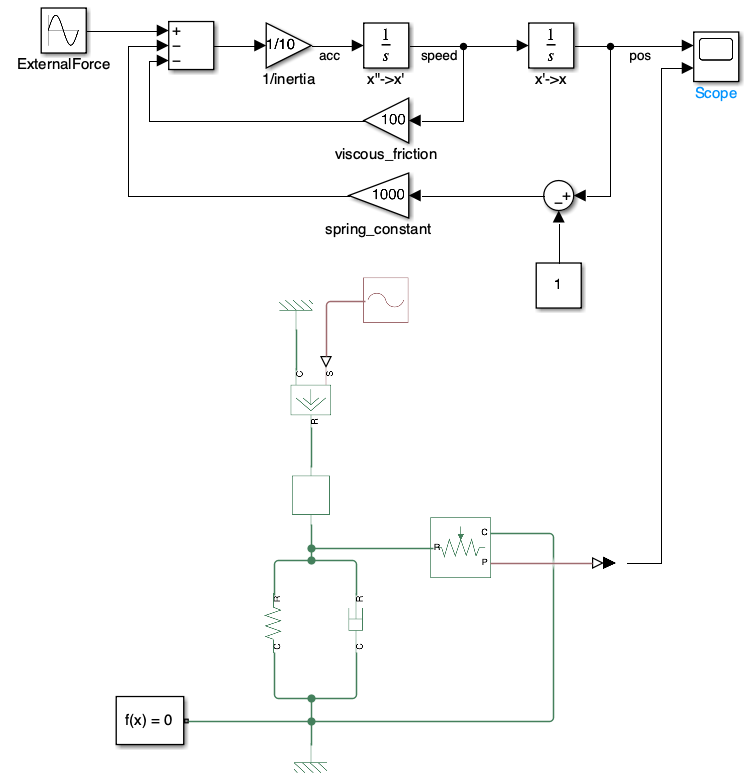 ExternalForce
+
−
−
1/10
1/inertia
acc
1
s
x''->x'
speed
1
s
x'->x
pos
Scope
100
viscous_friction
1000
spring_constant
+
−
1
C
S
R
R
C
P
R
R
C
C
f(x) = 0